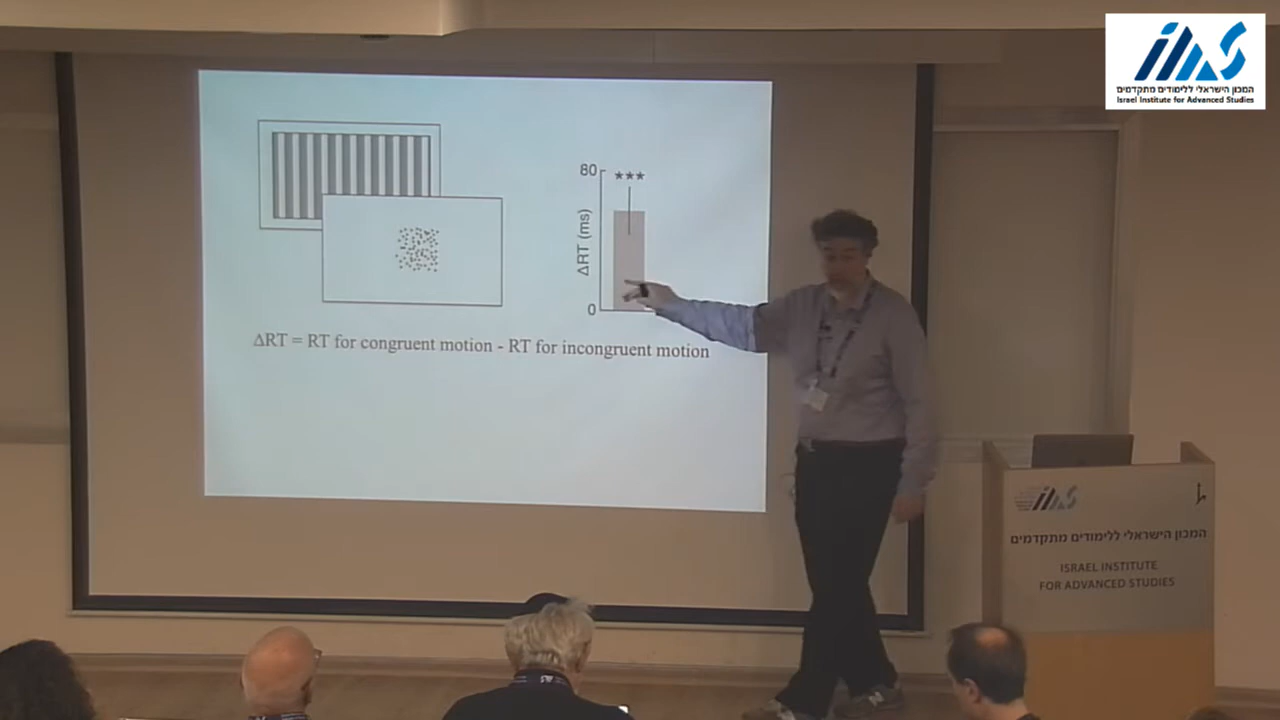 המכון הישראלי ללימודים מתקדמים
Israel Institute for Advanced Studies
80
***
ΔRT (ms)
0
ΔRT = RT for congruent motion - RT for incongruent motion
המכון הישראלי ללימודים מתקדמים
ISRAEL INSTITUTE
FOR ADVANCED STUDIES